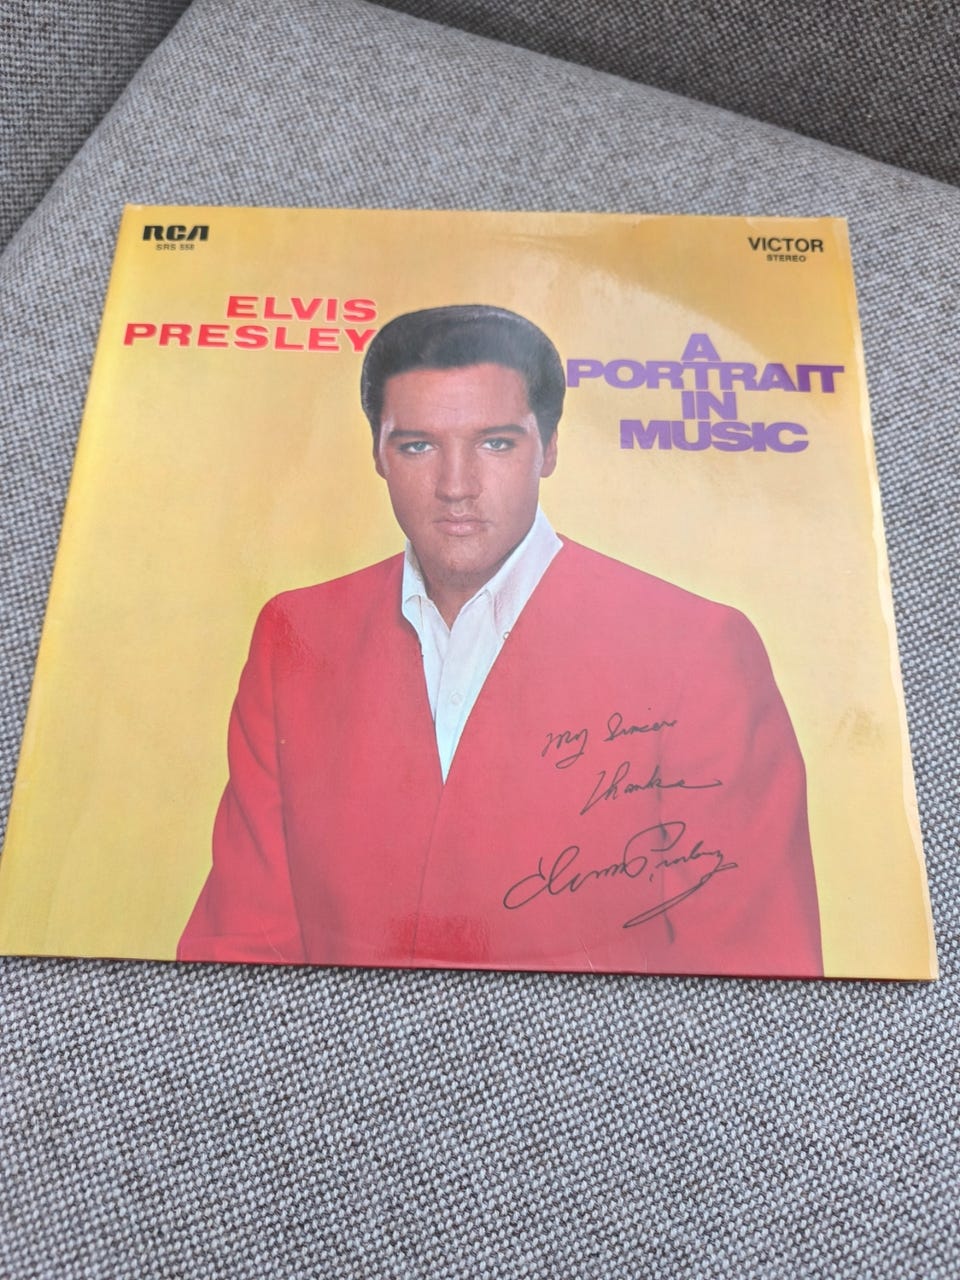 RCA
SRS 558
VICTOR
STEREO
ELVIS
PRESLEY
A
PORTRAIT
IN
MUSIC
My Sincere
Thanks
Elvis Presley